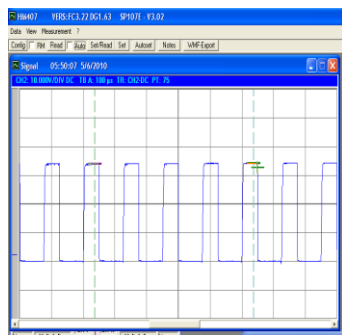 HM407 VERS:FC3.22 DG1.63 SP107E - V3.02
Data View Measurement ?
Config RM Read Auto Set/Read Set Autoset Notes WMF-Export
Signal 05:50:07 5/6/2010
CH2: 10.000V/DIV DC TB A: 100 µs TR: CH2-DC PT: 75